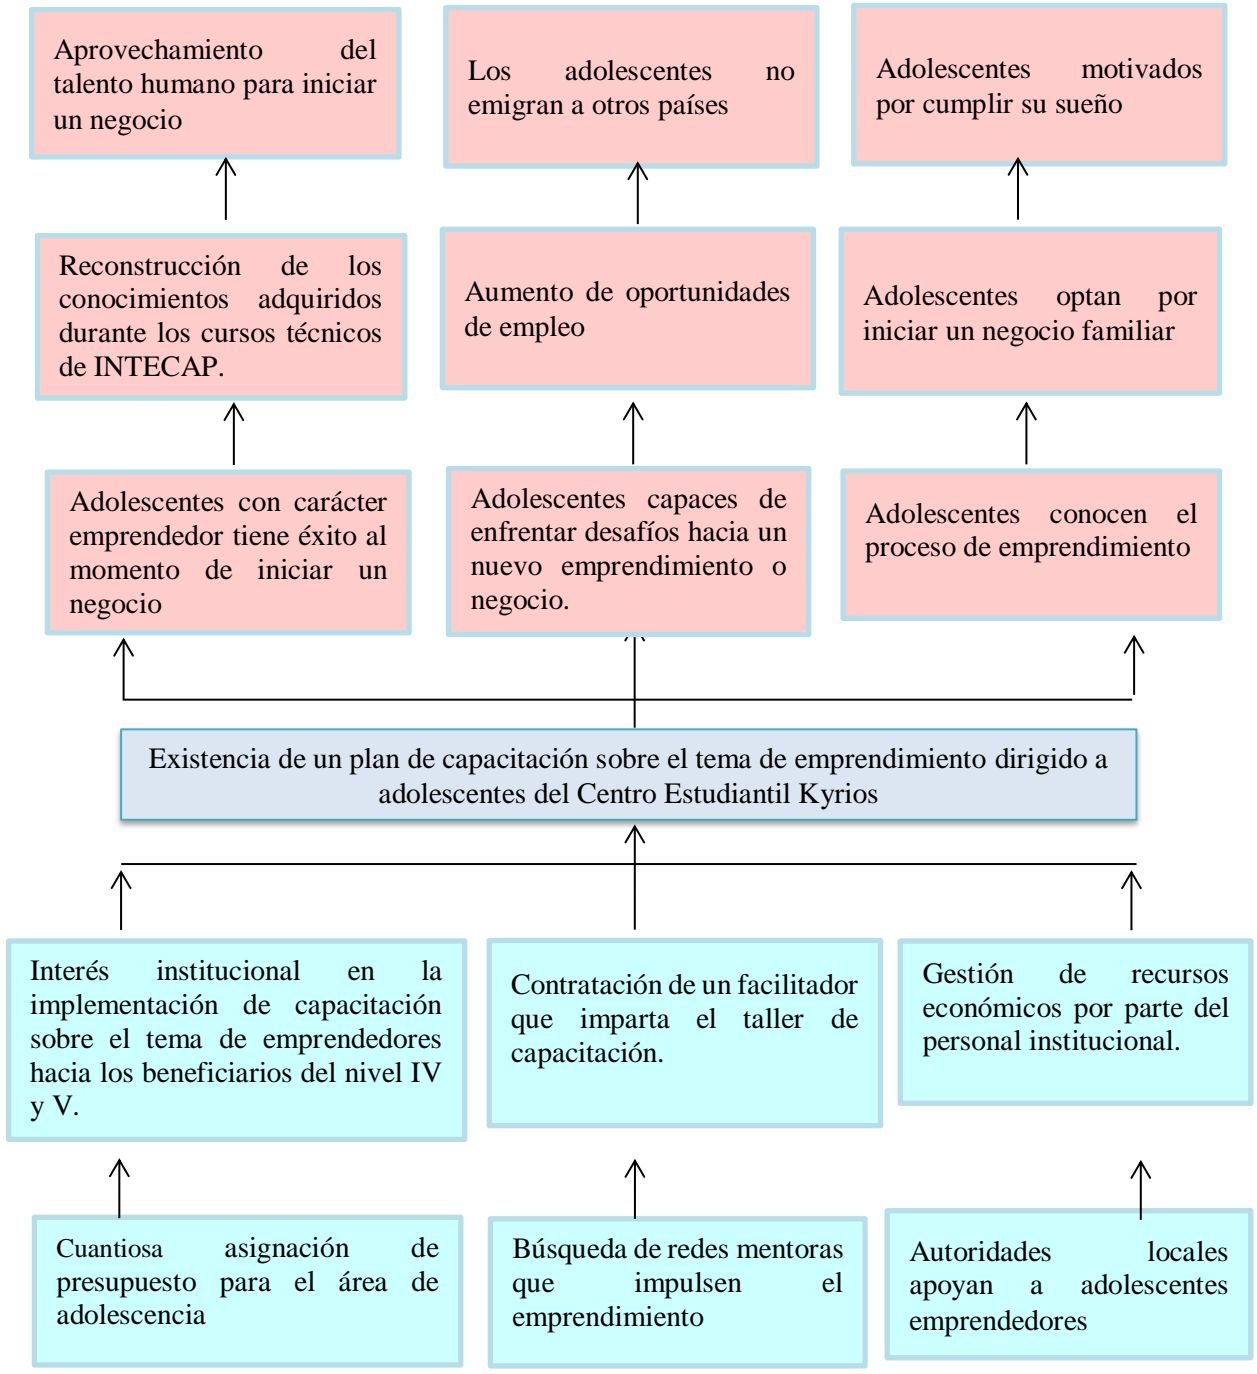 Aprovechamiento del
talento humano para iniciar
un negocio
Los adolescentes no
emigran a otros países
Adolescentes motivados
por cumplir su sueño
Reconstrucción de los
conocimientos adquiridos
durante los cursos técnicos
de INTECAP.
Aumento de oportunidades
de empleo
Adolescentes optan por
iniciar un negocio familiar
Adolescentes con carácter
emprendedor tiene éxito al
momento de iniciar un
negocio
Adolescentes capaces de
enfrentar desafíos hacia un
nuevo emprendimiento o
negocio.
Adolescentes conocen el
proceso de emprendimiento
Existencia de un plan de capacitación sobre el tema de emprendimiento dirigido a
adolescentes del Centro Estudiantil Kyrios
Interés institucional en la
implementación de capacitación
sobre el tema de emprendedores
hacia los beneficiarios del nivel IV
y V.
Contratación de un facilitador
que imparta el taller de
capacitación.
Gestión de recursos
económicos por parte del
personal institucional.
Cuantiosa asignación de
presupuesto para el área de
adolescencia
Búsqueda de redes mentoras
que impulsen el
emprendimiento
Autoridades locales
apoyan a adolescentes
emprendedores